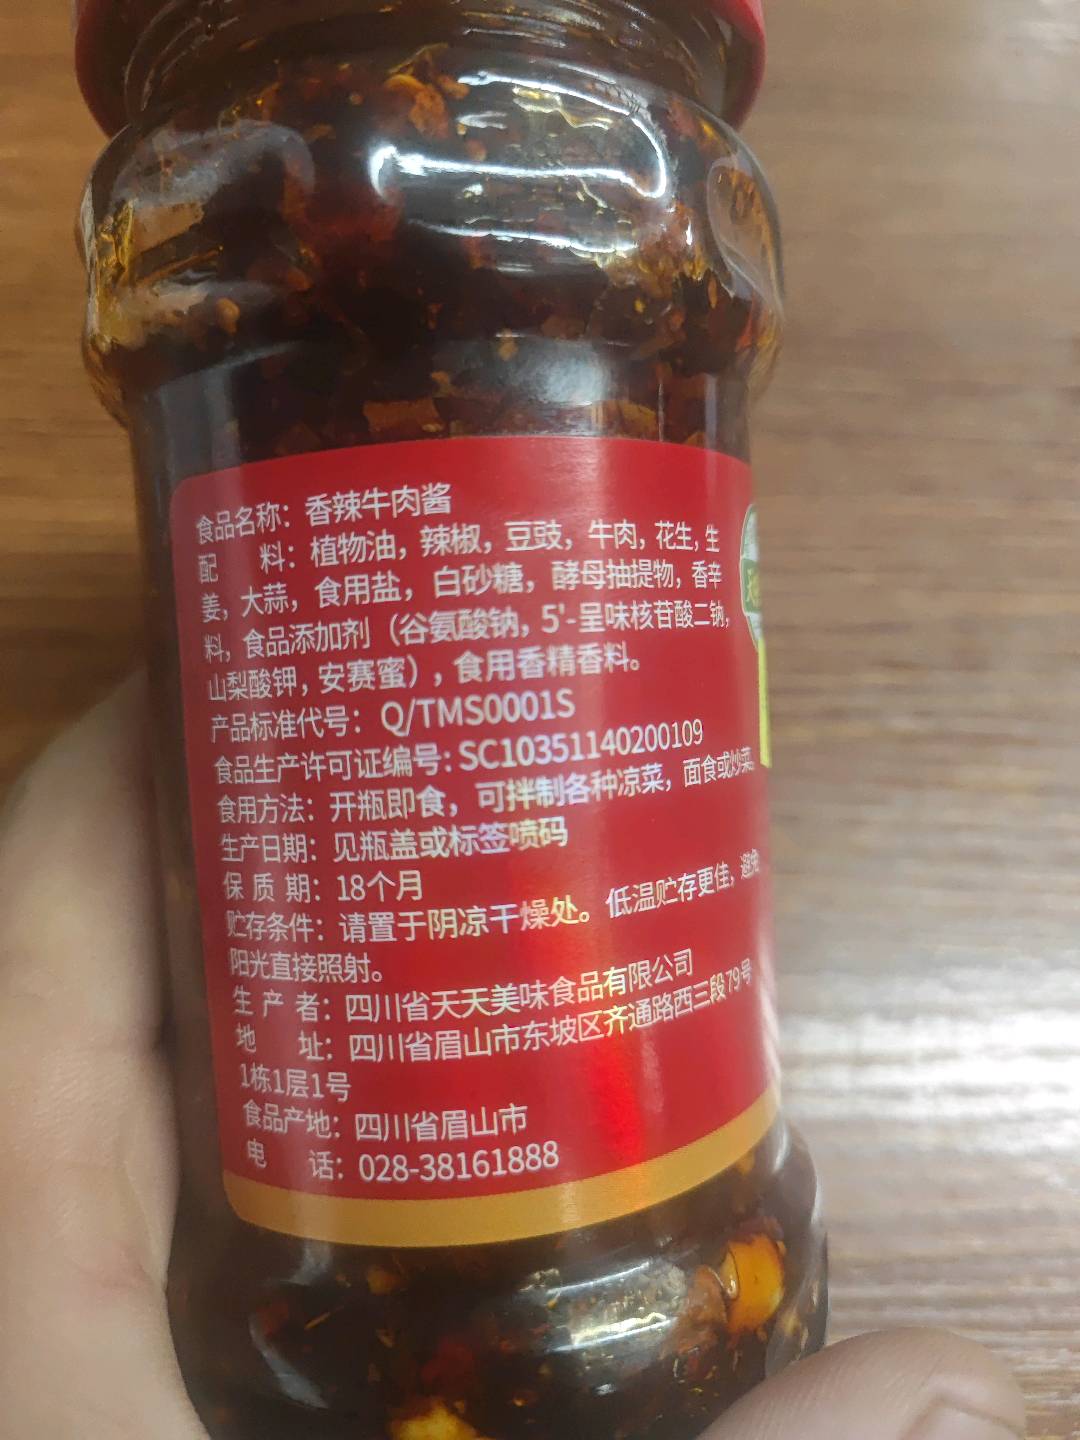 食品名称：香辣牛肉酱
配　料：植物油，辣椒，豆豉，牛肉，花生，生
姜，大蒜，食用盐，白砂糖，酵母抽提物，香辛
料，食品添加剂（谷氨酸钠，5'-呈味核苷酸二钠，
山梨酸钾，安赛蜜），食用香精香料。
产品标准代号：Q/TMS0001S
食品生产许可证编号：SC10351140200109
食用方法：开瓶即食，可拌制各种凉菜，面食或炒菜。
生产日期：见瓶盖或标签喷码
保 质 期：18个月
贮存条件：请置于阴凉干燥处。低温贮存更佳，避免
阳光直接照射。
生 产 者：四川省天天美味食品有限公司
地　址：四川省眉山市东坡区齐通路西三段79号
1栋1层1号
食品产地：四川省眉山市
电　话：028-38161888